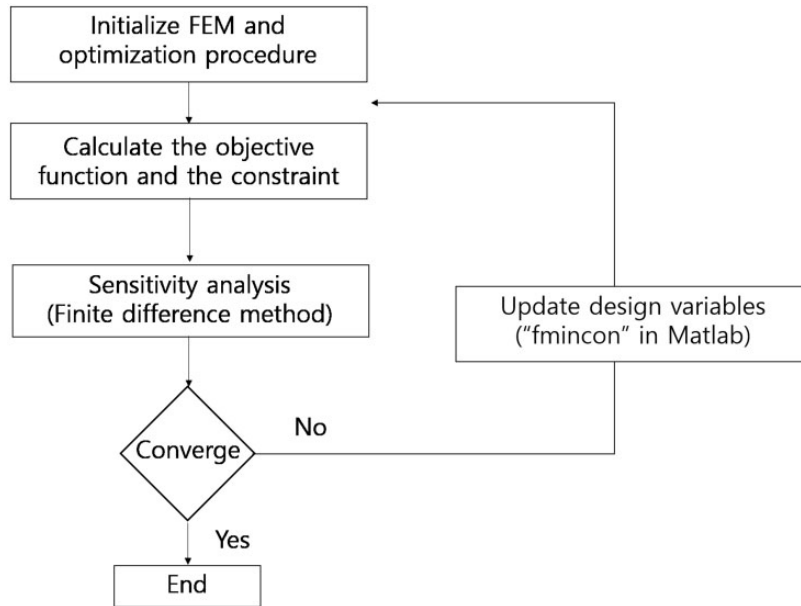 Initialize FEM and
optimization procedure
Calculate the objective
function and the constraint
Sensitivity analysis
(Finite difference method)
Update design variables
("fmincon" in Matlab)
Converge
No
Yes
End